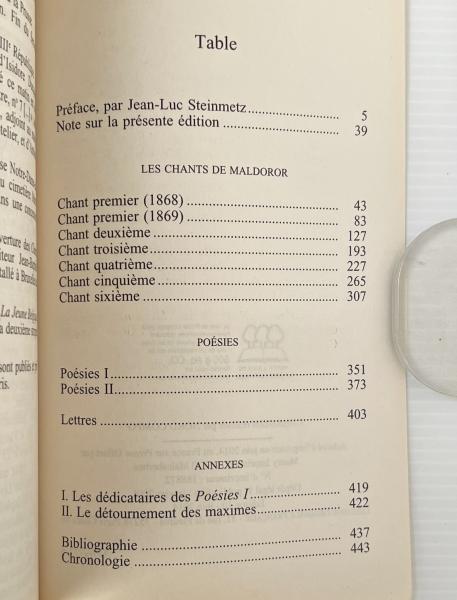 Table
Préface, par Jean-Luc Steinmetz 5
Note sur la présente édition 39
LES CHANTS DE MALDOROR
Chant premier (1868) 43
Chant premier (1869) 83
Chant deuxième 127
Chant troisième 193
Chant quatrième 227
Chant cinquième 265
Chant sixième 307
POÉSIES
Poésies I 351
Poésies II 373
Lettres 403
ANNEXES
I. Les dédicataires des Poésies I 419
II. Le détournement des maximes 422
Bibliographie 437
Chronologie 443